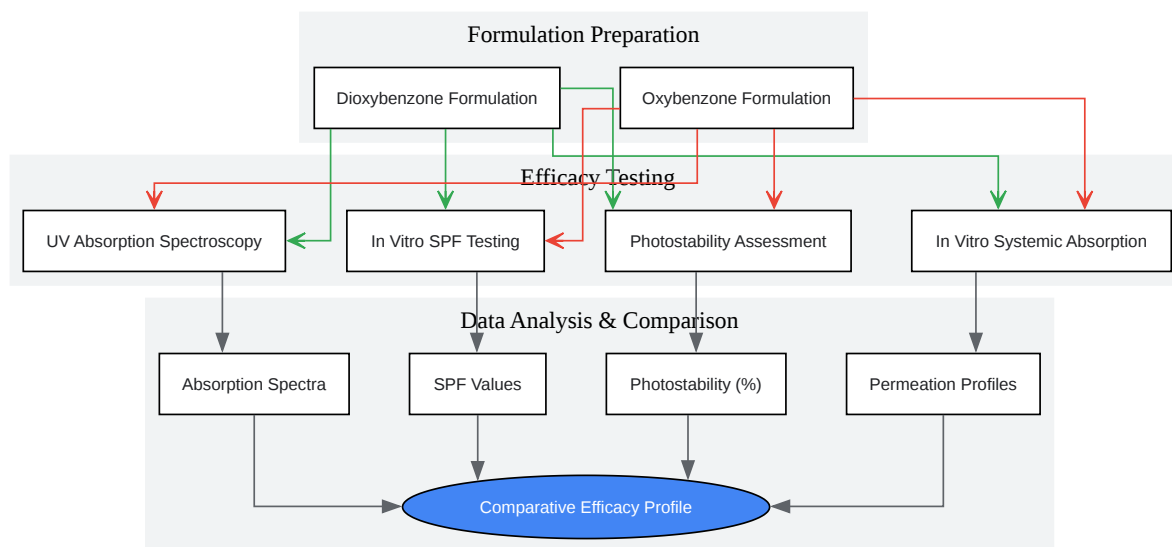 Formulation Preparation
Dioxybenzone Formulation
Oxybenzone Formulation
Efficacy Testing
UV Absorption Spectroscopy
In Vitro SPF Testing
Photostability Assessment
In Vitro Systemic Absorption
Data Analysis & Comparison
Absorption Spectra
SPF Values
Photostability (%)
Permeation Profiles
Comparative Efficacy Profile